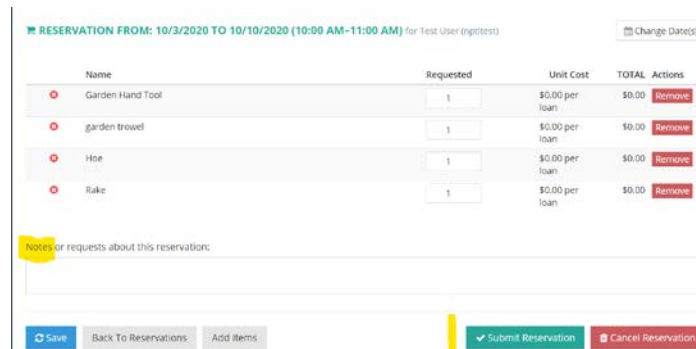 RESERVATION FROM: 10/3/2020 TO 10/10/2020 (10:00 AM–11:00 AM) for Test User (nptltest)
Change Date(s)
Name Requested Unit Cost TOTAL Actions
Garden Hand Tool 1 $0.00 per loan $0.00 Remove
garden trowel 1 $0.00 per loan $0.00 Remove
Hoe 1 $0.00 per loan $0.00 Remove
Rake 1 $0.00 per loan $0.00 Remove
Notes or requests about this reservation:
Save Back To Reservations Add Items Submit Reservation Cancel Reservation